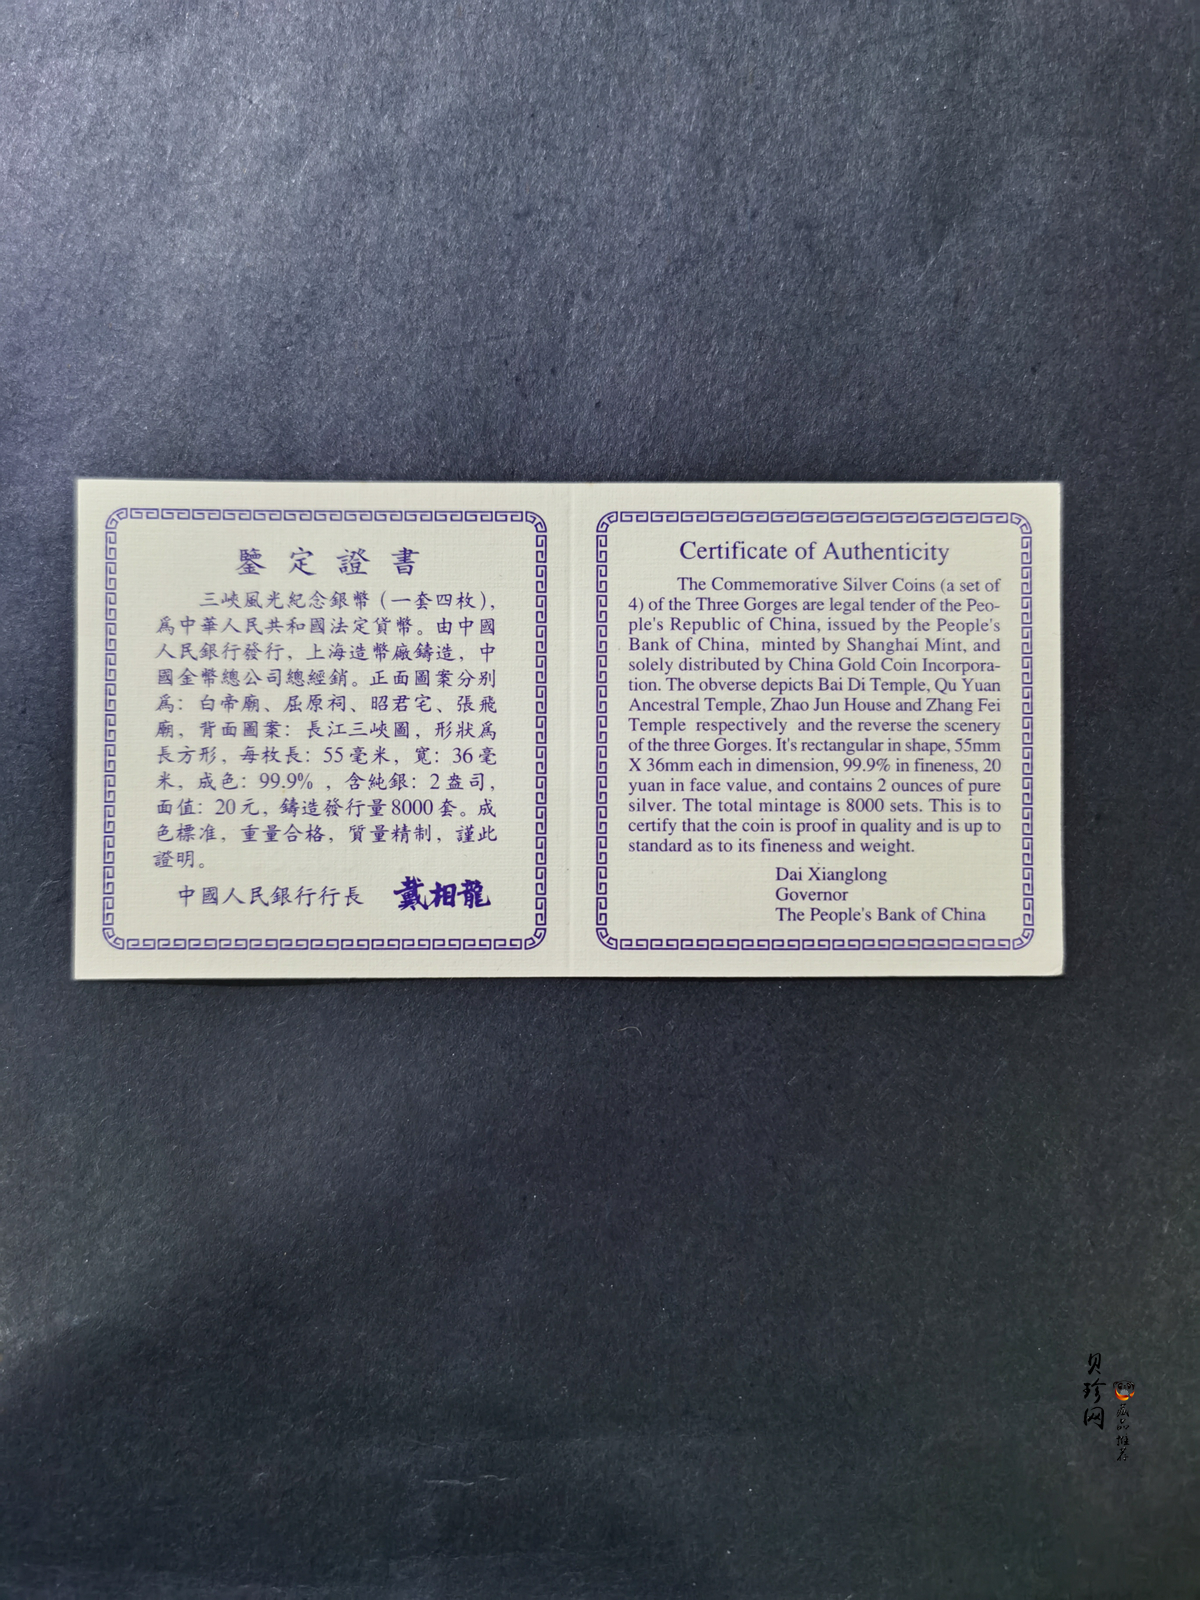 鑒定證書
三峽風光紀念銀幣（一套四枚），
爲中華人民共和國法定貨幣。由中國
人民銀行發行，上海造幣廠鑄造，中
國金幣總公司總經銷。正面圖案分别
爲：白帝廟、屈原祠、昭君宅、張飛
廟，背面圖案：長江三峽圖，形狀爲
長方形，每枚長：55毫米，寬：36毫
米，成色：99.9%，含純銀：2盎司，
面值：20元，鑄造發行量8000套。成
色標准，重量合格，質量精制，謹此
證明。
中國人民銀行行長 戴相龍
Certificate of Authenticity
The Commemorative Silver Coins (a set of
4) of the Three Gorges are legal tender of the Peo-
ple's Republic of China, issued by the People's
Bank of China, minted by Shanghai Mint, and
solely distributed by China Gold Coin Incorpora-
tion. The obverse depicts Bai Di Temple, Qu Yuan
Ancestral Temple, Zhao Jun House and Zhang Fei
Temple respectively and the reverse the scenery
of the three Gorges. It's rectangular in shape, 55mm
X 36mm each in dimension, 99.9% in fineness, 20
yuan in face value, and contains 2 ounces of pure
silver. The total mintage is 8000 sets. This is to
certify that the coin is proof in quality and is up to
standard as to its fineness and weight.
Dai Xianglong
Governor
The People's Bank of China
贝珍网
藏品推荐